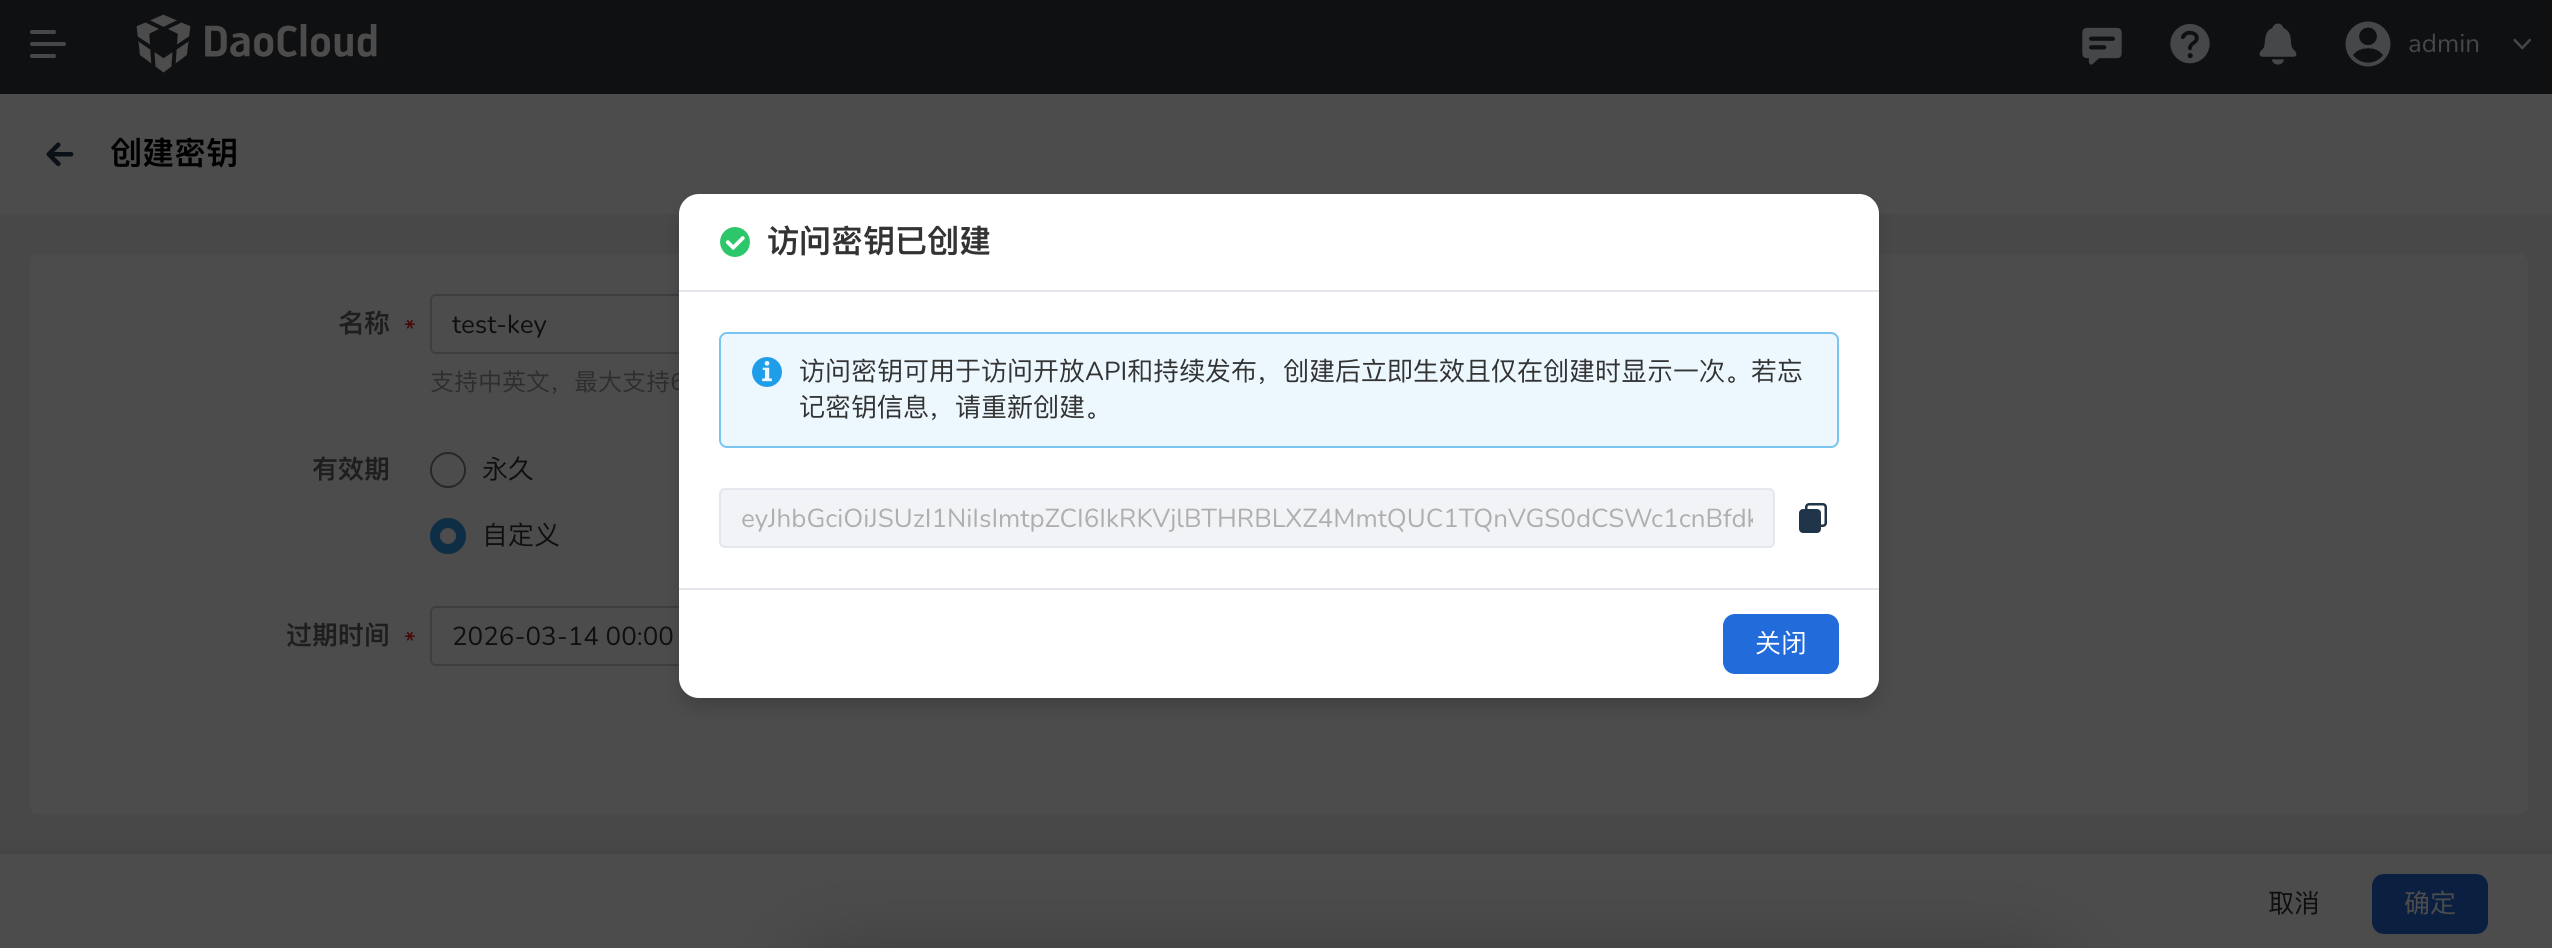 DaoCloud
admin
创建密钥
访问密钥已创建
名称 *
test-key
支持中英文，最大支持6
访问密钥可用于访问开放API和持续发布，创建后立即生效且仅在创建时显示一次。若忘
记密钥信息，请重新创建。
有效期
永久
自定义
eyJhbGciOiJSUzI1NiIsImtpZCI6IkRKVjlBTHRBLXZ4MmtQUC1TQnVGS0dCSWc1cnBfdk
过期时间 *
2026-03-14 00:00
关闭
取消
确定